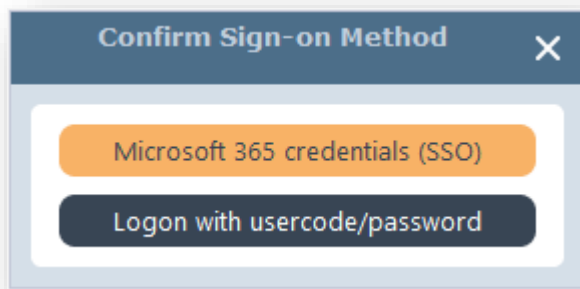 Confirm Sign-on Method
Microsoft 365 credentials (SSO)
Logon with usercode/password